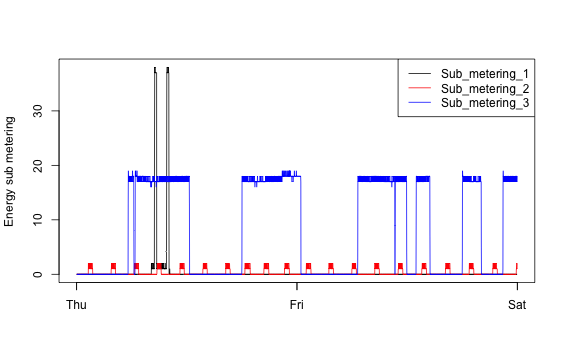 Sub_metering_1
Sub_metering_2
Sub_metering_3
Energy sub metering
30
20
10
0
Thu Fri Sat